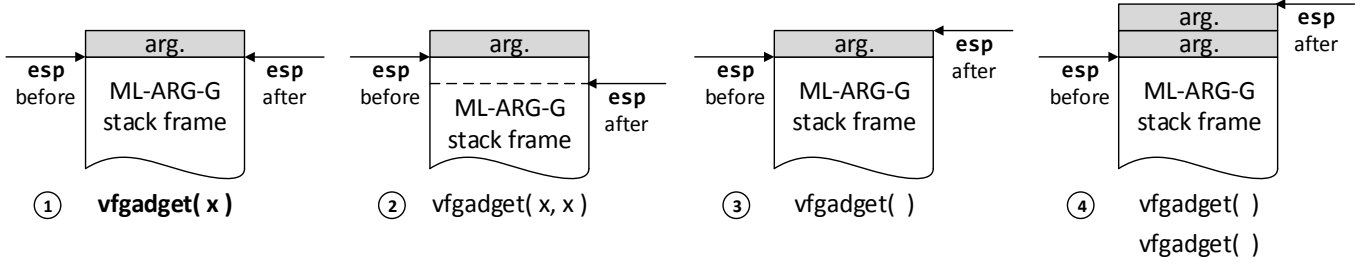 arg.
esp
before
esp
after
ML-ARG-G
stack frame
1 vfgadget( x )
arg.
esp
before
esp
after
ML-ARG-G
stack frame
2 vfgadget( x, x )
arg.
esp
before
esp
after
ML-ARG-G
stack frame
3 vfgadget( )
arg.
esp
before
esp
after
ML-ARG-G
stack frame
4 vfgadget( )
vfgadget( )